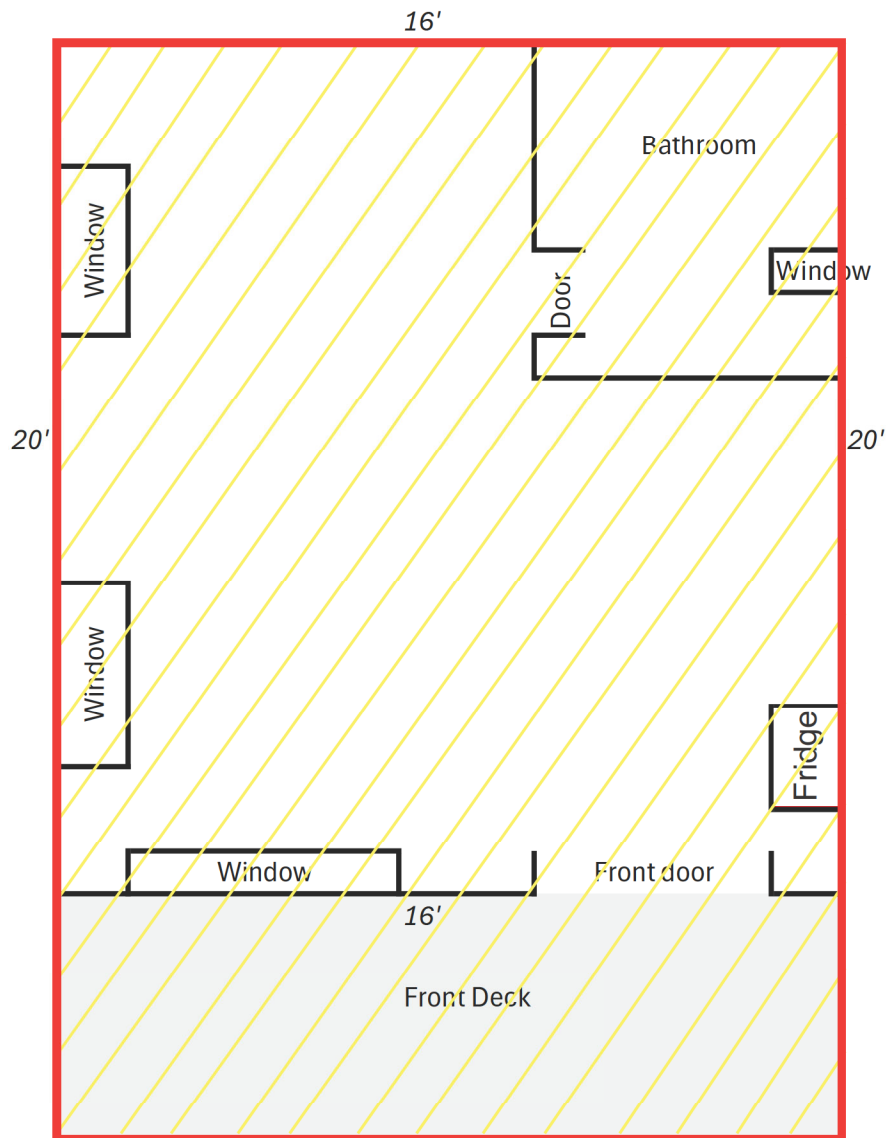 16'
Bathroom
Window
Window
Door
20'
20'
Window
Fridge
Window
Front door
16'
Front Deck